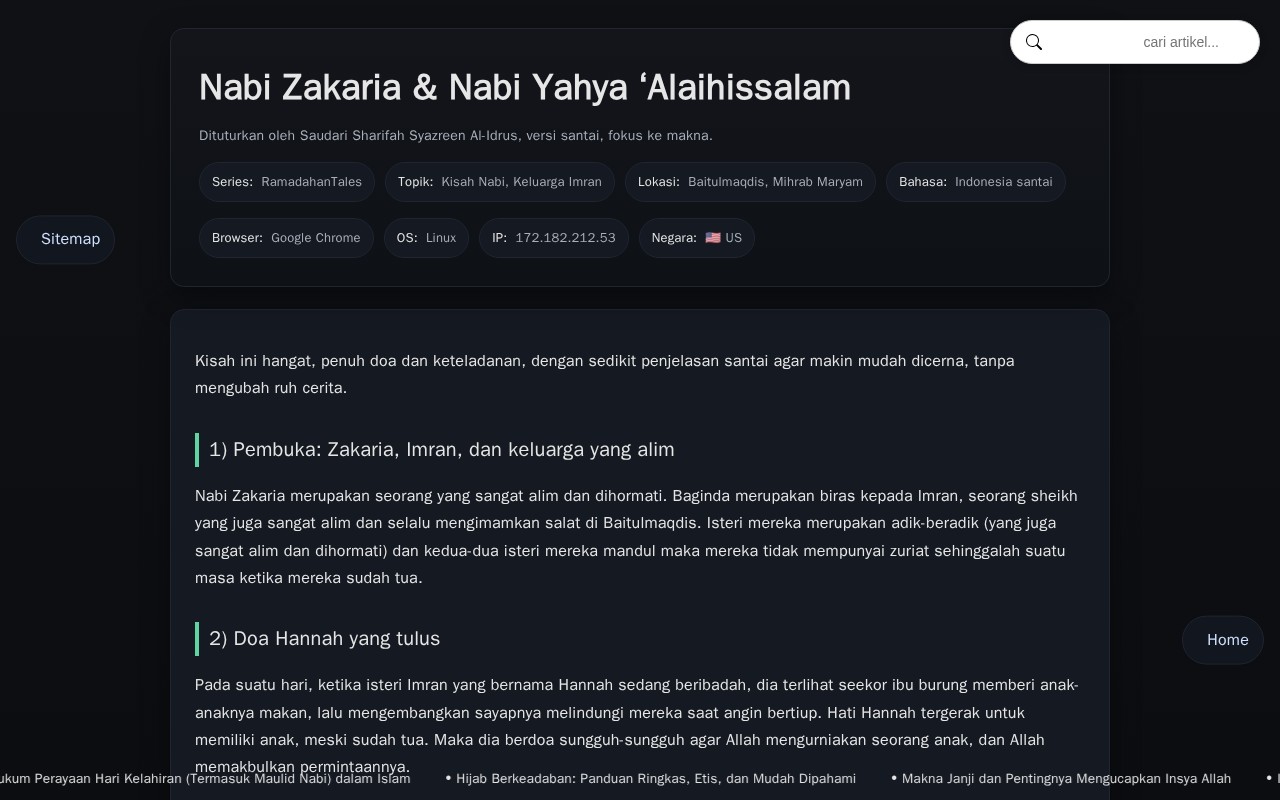 cari artikel...
Nabi Zakaria & Nabi Yahya ‘Alaihissalam
Dituturkan oleh Saudari Sharifah Syazreen Al-Idrus, versi santai, fokus ke makna.
Series: RamadahanTales
Topik: Kisah Nabi, Keluarga Imran
Lokasi: Baitulmaqdis, Mihrab Maryam
Bahasa: Indonesia santai
Browser: Google Chrome
OS: Linux
IP: 172.182.212.53
Negara: 🇺🇸 US
Sitemap
Kisah ini hangat, penuh doa dan keteladanan, dengan sedikit penjelasan santai agar makin mudah dicerna, tanpa
mengubah ruh cerita.
1) Pembuka: Zakaria, Imran, dan keluarga yang alim
Nabi Zakaria merupakan seorang yang sangat alim dan dihormati. Baginda merupakan biras kepada Imran, seorang sheikh
yang juga sangat alim dan selalu mengimamkan salat di Baitulmaqdis. Isteri mereka merupakan adik-beradik (yang juga
sangat alim dan dihormati) dan kedua-dua isteri mereka mandul maka mereka tidak mempunyai zuriat sehinggalah suatu
masa ketika mereka sudah tua.
2) Doa Hannah yang tulus
Home
Pada suatu hari, ketika isteri Imran yang bernama Hannah sedang beribadah, dia terlihat seekor ibu burung memberi anak-
anaknya makan, lalu mengembangkan sayapnya melindungi mereka saat angin bertiup. Hati Hannah tergerak untuk
memiliki anak, meski sudah tua. Maka dia berdoa sungguh-sungguh agar Allah mengurniakan seorang anak, dan Allah
memakbulkan permintaannya.
ukum Perayaan Hari Kelahiran (Termasuk Maulid Nabi) dalam Islam • Hijab Berkeadaban: Panduan Ringkas, Etis, dan Mudah Dipahami • Makna Janji dan Pentingnya Mengucapkan Insya Allah •